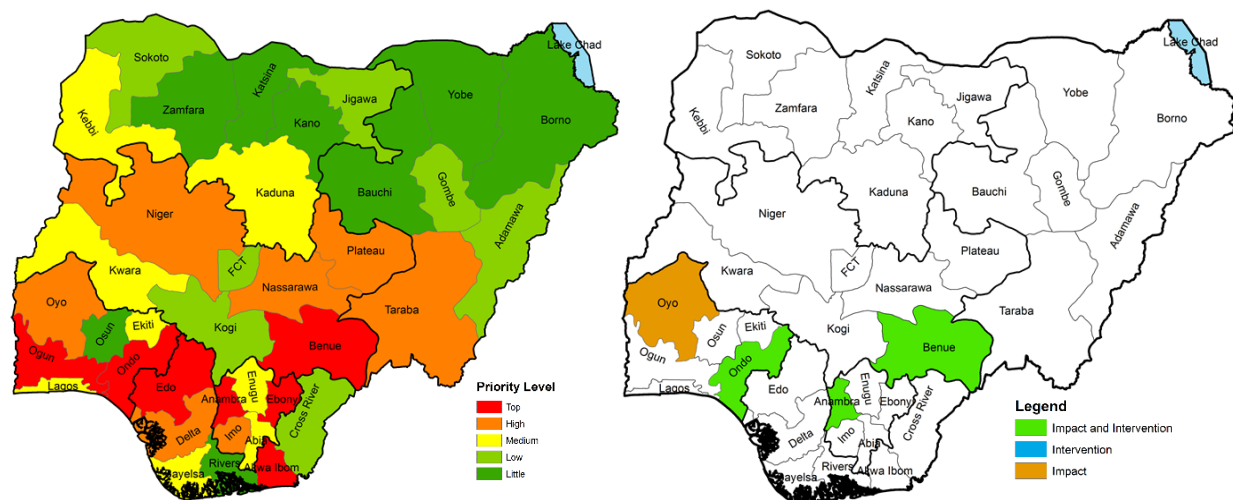 Lake Chad
Sokoto
Katsina
Jigawa
Yobe
Borno
Zamfara
Kano
Kebbi
Kaduna
Bauchi
Gombe
Adamawa
Niger
Plateau
FCT
Kwara
Nassarawa
Taraba
Oyo
Osun
Ekiti
Kogi
Benue
Ogun
Ondo
Lagos
Edo
Enugu
Anambra
Ebony
Cross River
Delta
Imo
Abia
Rivers
Akwa Ibom
Bayelsa
Priority Level
Top
High
Medium
Low
Little
Lake Chad
Sokoto
Katsina
Jigawa
Yobe
Borno
Zamfara
Kano
Kebbi
Kaduna
Bauchi
Gombe
Adamawa
Niger
Plateau
FCT
Kwara
Nassarawa
Taraba
Oyo
Osun
Ekiti
Kogi
Benue
Ogun
Ondo
Lagos
Edo
Enugu
Anambra
Ebony
Cross River
Delta
Imo
Abia
Rivers
Akwa Ibom
Bayelsa
Legend
Impact and Intervention
Intervention
Impact